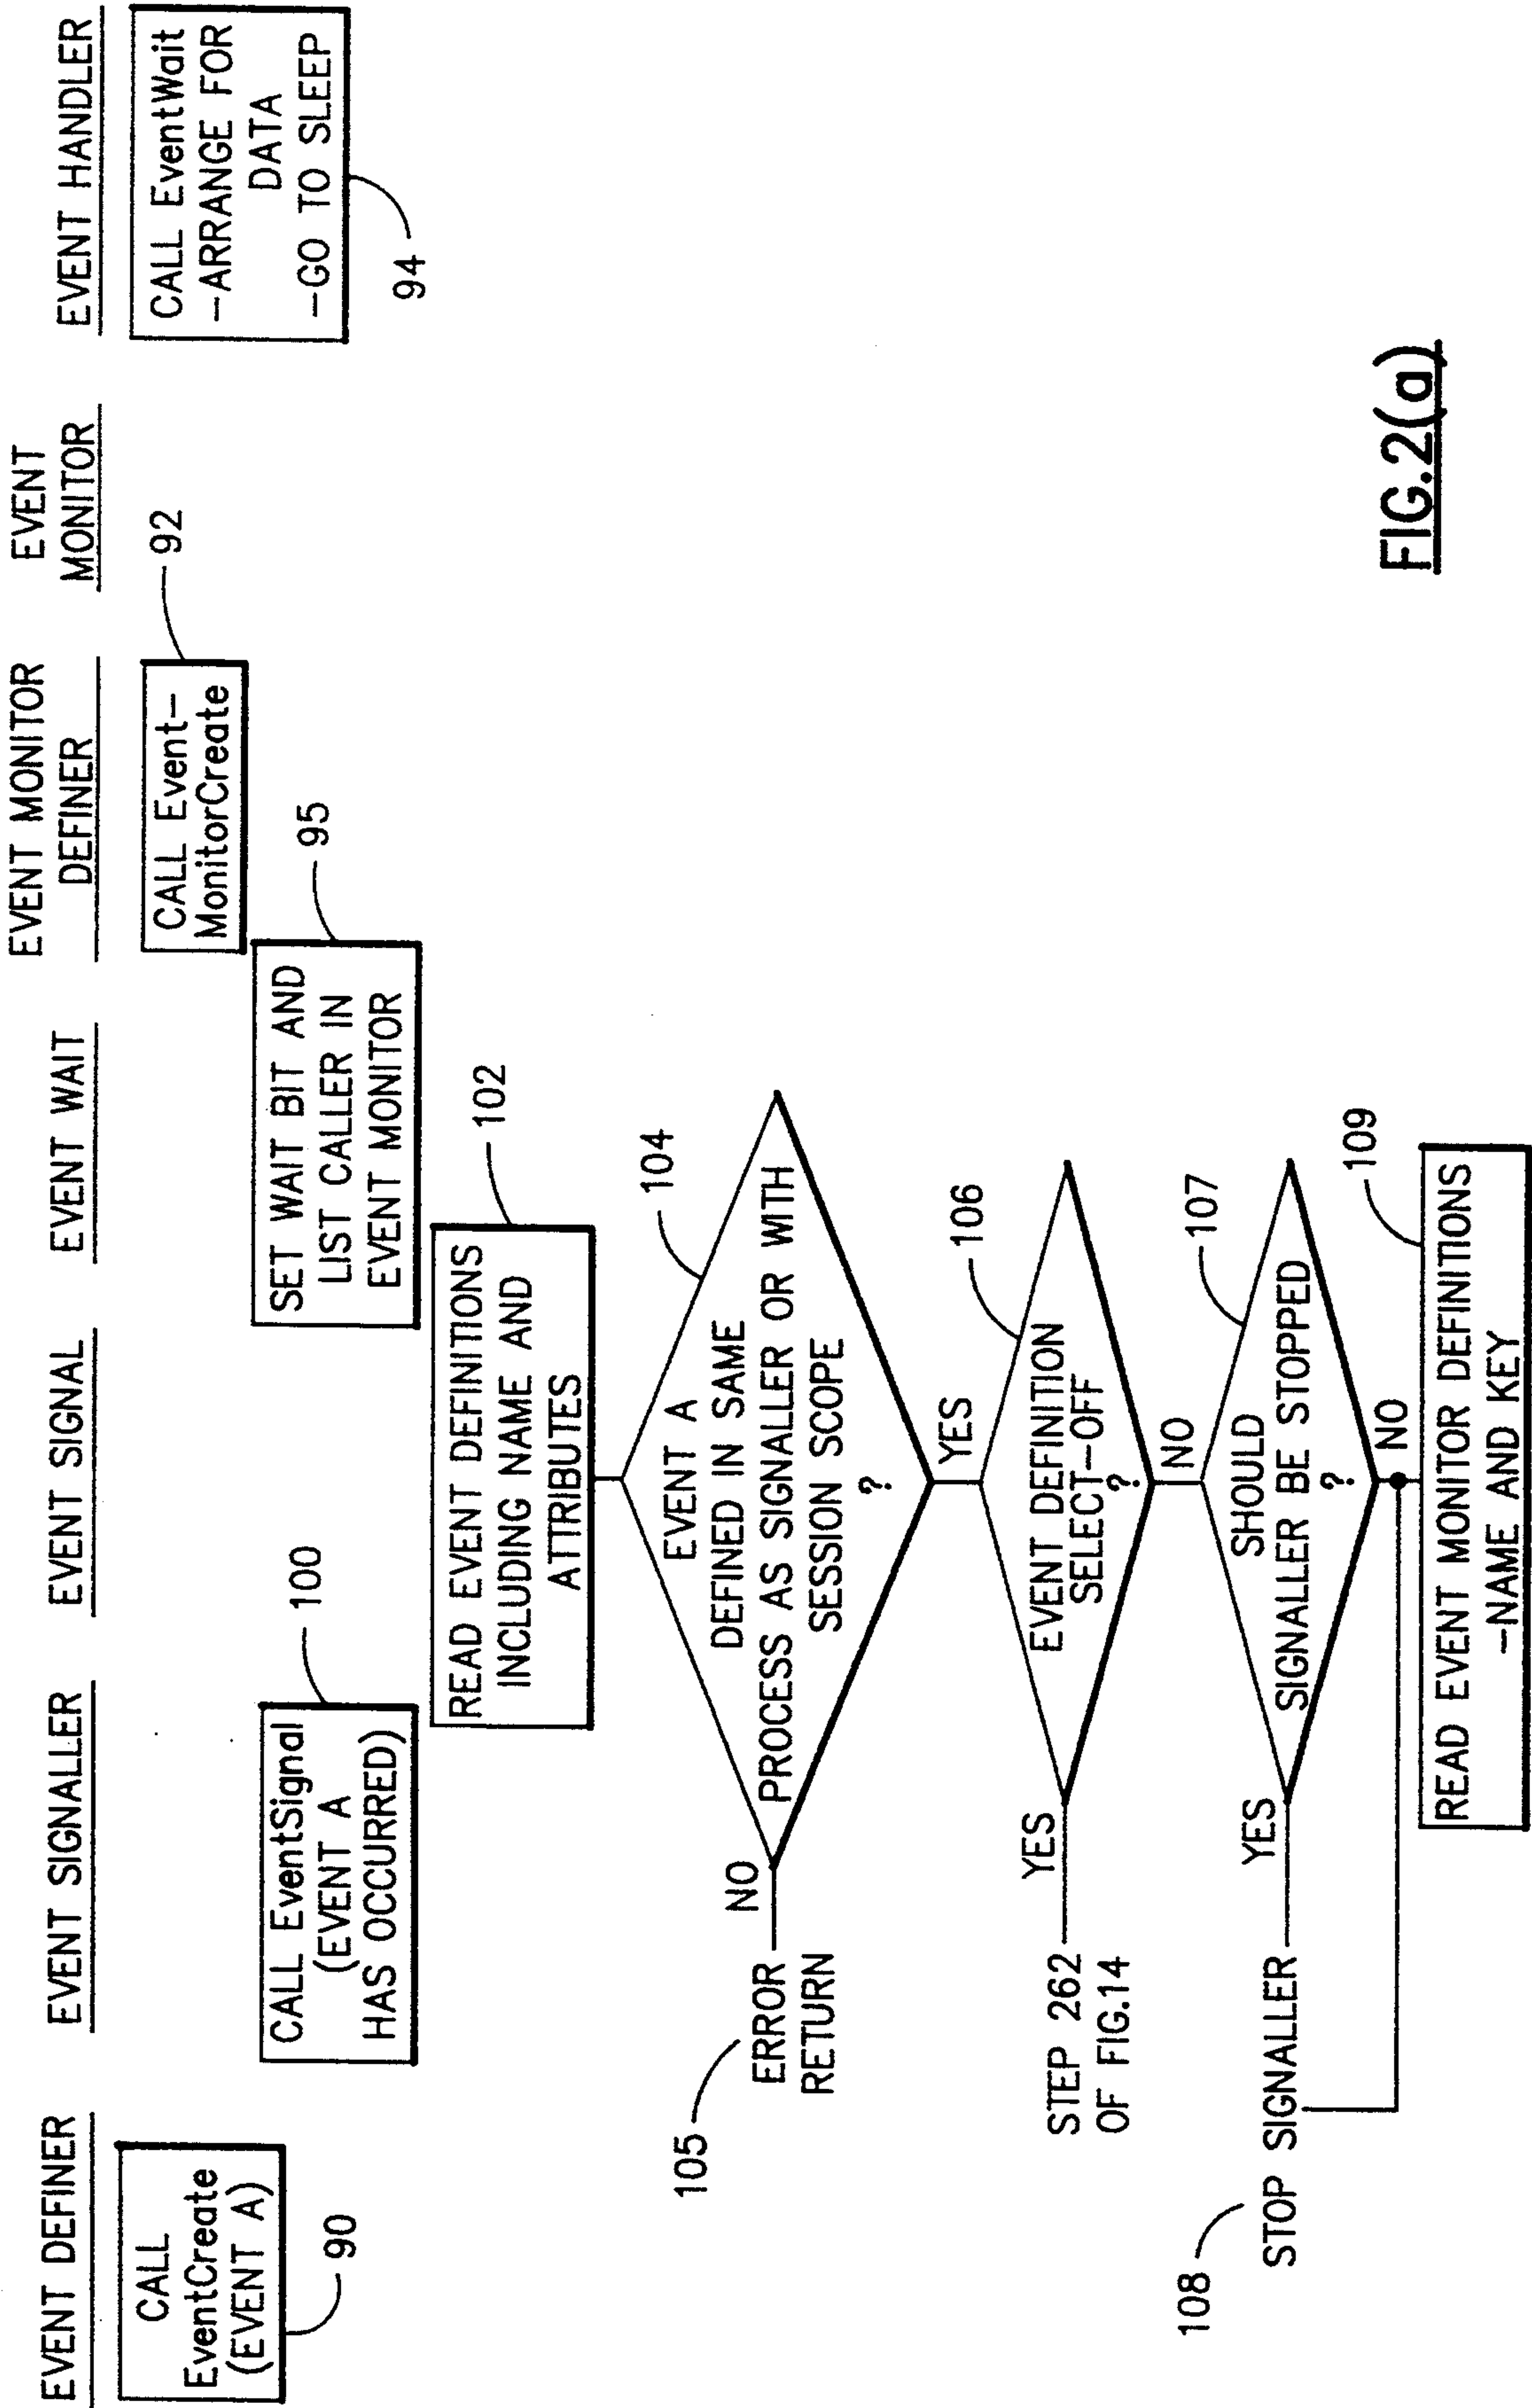 EVENT DEFINER
EVENT SIGNALLER
EVENT SIGNAL
EVENT WAIT
EVENT MONITOR
DEFINER
EVENT
MONITOR
EVENT HANDLER
CALL
EventCreate
(EVENT A)
90
CALL Event-
MonitorCreate
92
CALL EventWait
-ARRANGE FOR
DATA
-GO TO SLEEP
94
SET WAIT BIT AND
LIST CALLER IN
EVENT MONITOR
95
CALL EventSignal
(EVENT A
HAS OCCURRED)
100
READ EVENT DEFINITIONS
INCLUDING NAME AND
ATTRIBUTES
102
EVENT A
DEFINED IN SAME
PROCESS AS SIGNALLER OR WITH
SESSION SCOPE
?
104
NO
105
ERROR
RETURN
YES
EVENT DEFINITION
SELECT-OFF
?
106
YES
STEP 262
OF FIG.14
NO
SHOULD
SIGNALLER BE STOPPED
?
107
YES
108
STOP SIGNALLER
NO
READ EVENT MONITOR DEFINITIONS
-NAME AND KEY
109
FIG.2(a)